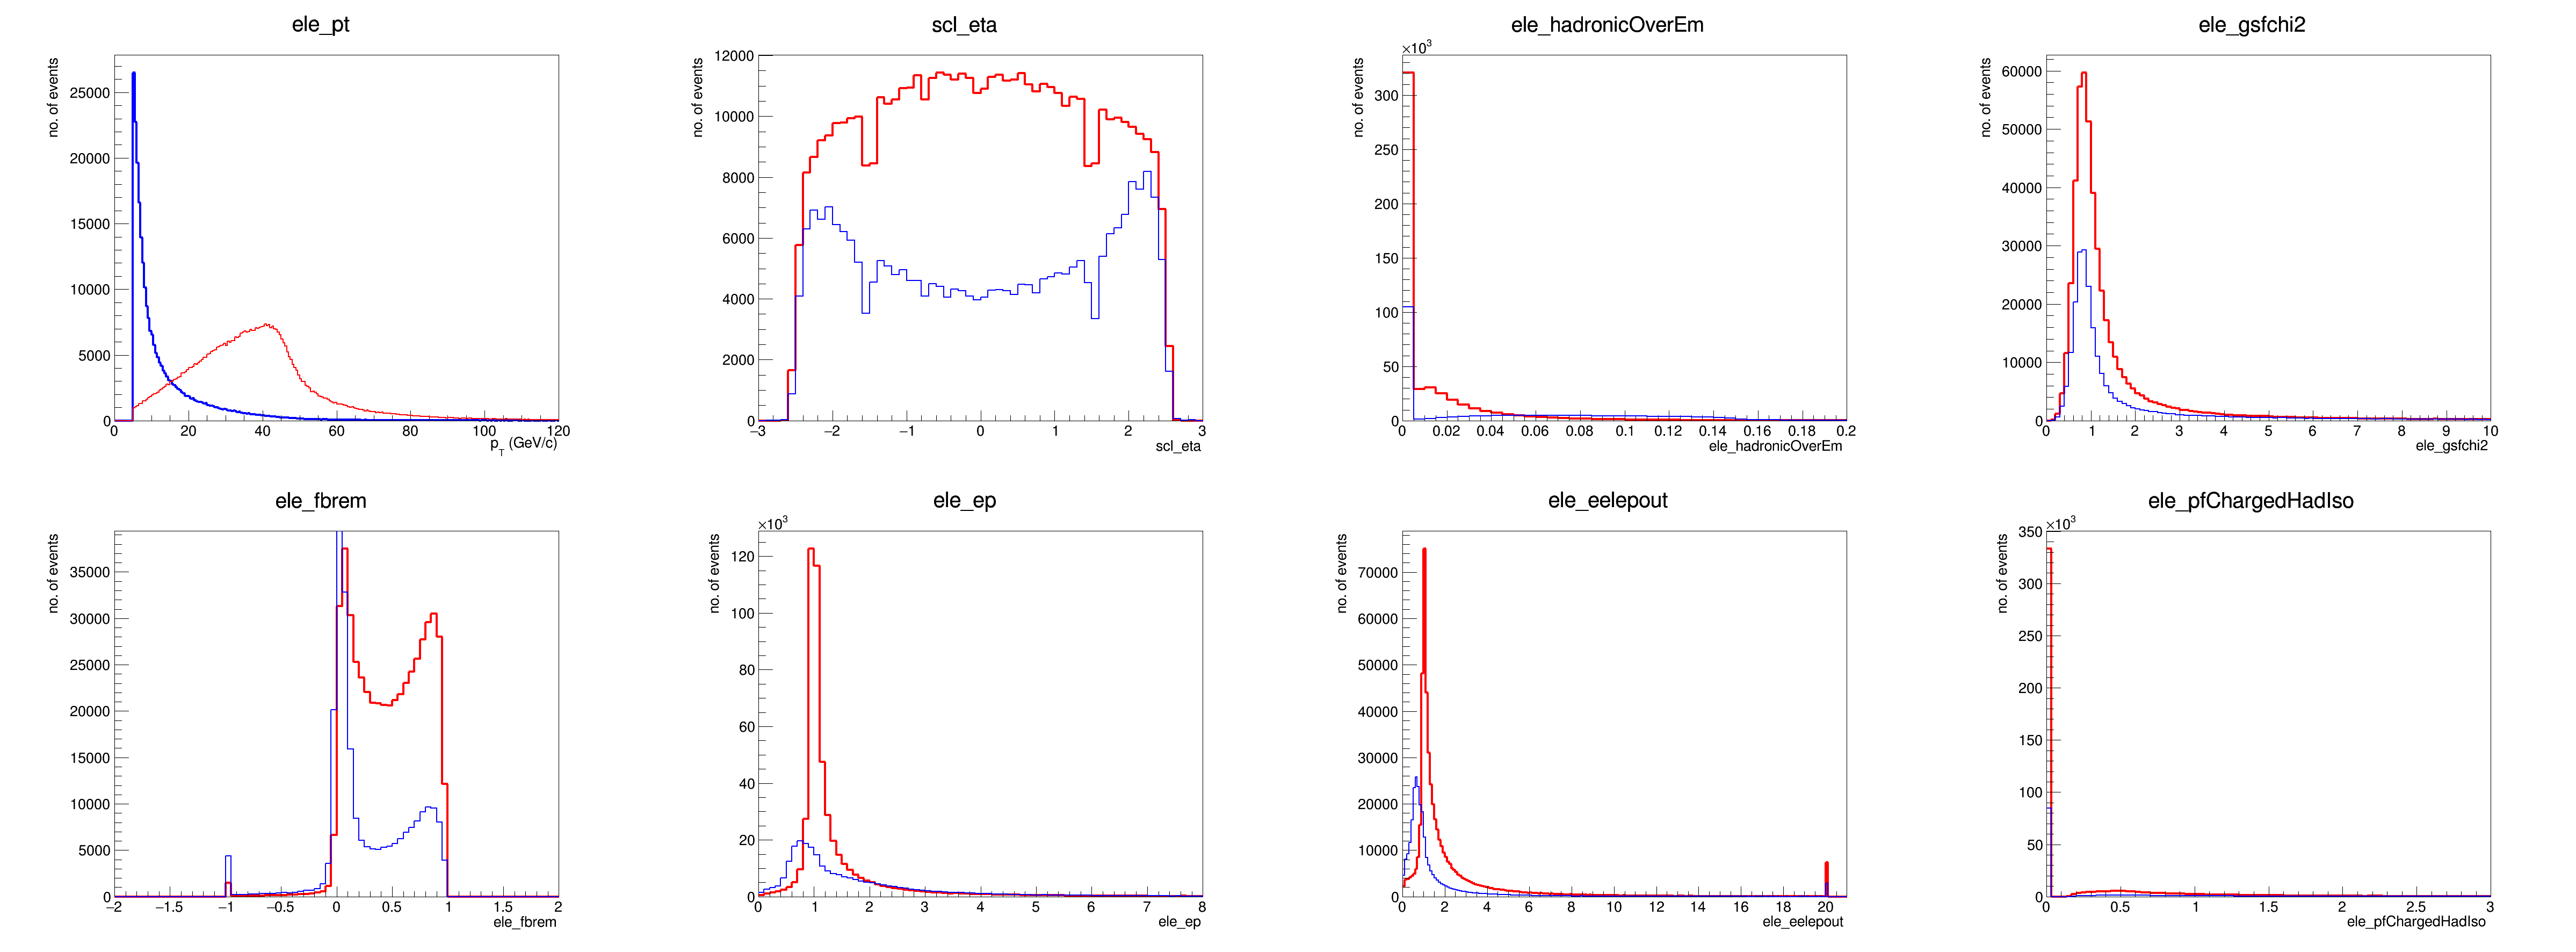 ele_pt
no. of events
25000
20000
15000
10000
5000
0
0 20 40 60 80 100 120
p_T (GeV/c)
scl_eta
no. of events
12000
10000
8000
6000
4000
2000
0
−3 −2 −1 0 1 2 3
scl_eta
ele_hadronicOverEm
×10^3
no. of events
300
250
200
150
100
50
0
0 0.02 0.04 0.06 0.08 0.1 0.12 0.14 0.16 0.18 0.2
ele_hadronicOverEm
ele_gsfchi2
no. of events
60000
50000
40000
30000
20000
10000
0
0 1 2 3 4 5 6 7 8 9 10
ele_gsfchi2
ele_fbrem
no. of events
35000
30000
25000
20000
15000
10000
5000
0
−2 −1.5 −1 −0.5 0 0.5 1 1.5 2
ele_fbrem
ele_ep
×10^3
no. of events
120
100
80
60
40
20
0
0 1 2 3 4 5 6 7 8
ele_ep
ele_eelepout
no. of events
70000
60000
50000
40000
30000
20000
10000
0
0 2 4 6 8 10 12 14 16 18 20
ele_eelepout
ele_pfChargedHadIso
×10^3
no. of events
350
300
250
200
150
100
50
0
0 0.5 1 1.5 2 2.5 3
ele_pfChargedHadIso